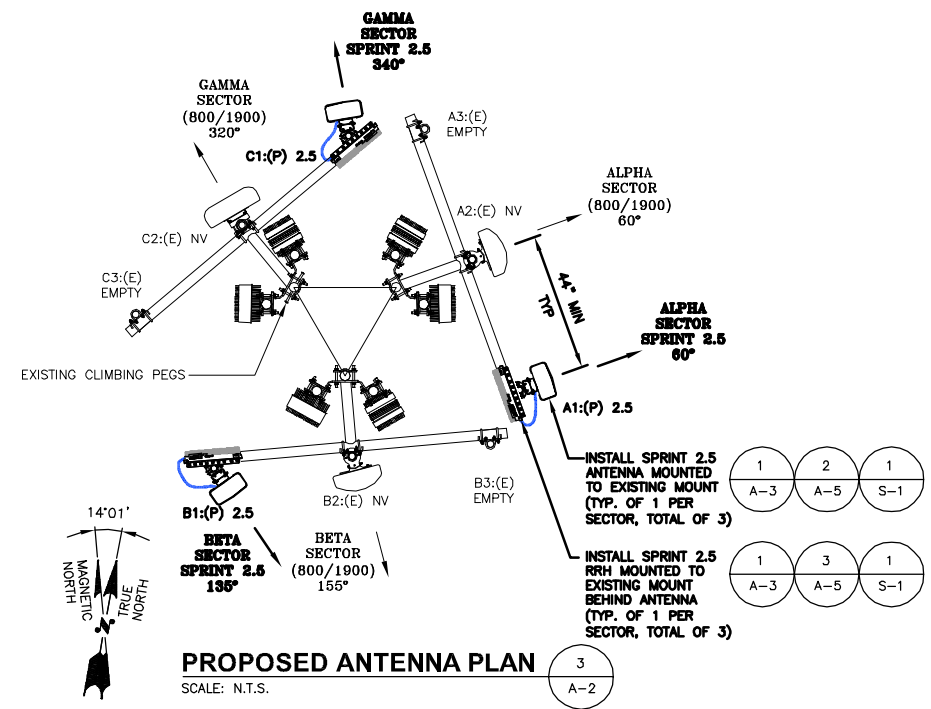 GAMMA
SECTOR
SPRINT 2.5
340°
GAMMA
SECTOR
(800/1900)
320°
A3:(E)
EMPTY
C1:(P) 2.5
ALPHA
SECTOR
(800/1900)
60°
A2:(E) NV
C2:(E) NV
C3:(E)
EMPTY
44" MIN
TYP
ALPHA
SECTOR
SPRINT 2.5
60°
EXISTING CLIMBING PEGS
A1:(P) 2.5
INSTALL SPRINT 2.5
ANTENNA MOUNTED
TO EXISTING MOUNT
(TYP. OF 1 PER
SECTOR, TOTAL OF 3)
1
A-3
2
A-5
1
S-1
B3:(E)
EMPTY
B2:(E) NV
B1:(P) 2.5
BETA
SECTOR
SPRINT 2.5
135°
BETA
SECTOR
(800/1900)
155°
INSTALL SPRINT 2.5
RRH MOUNTED TO
EXISTING MOUNT
BEHIND ANTENNA
(TYP. OF 1 PER
SECTOR, TOTAL OF 3)
1
A-3
3
A-5
1
S-1
14°01'
MAGNETIC
NORTH
TRUE
NORTH
N
PROPOSED ANTENNA PLAN
SCALE: N.T.S.
3
A-2